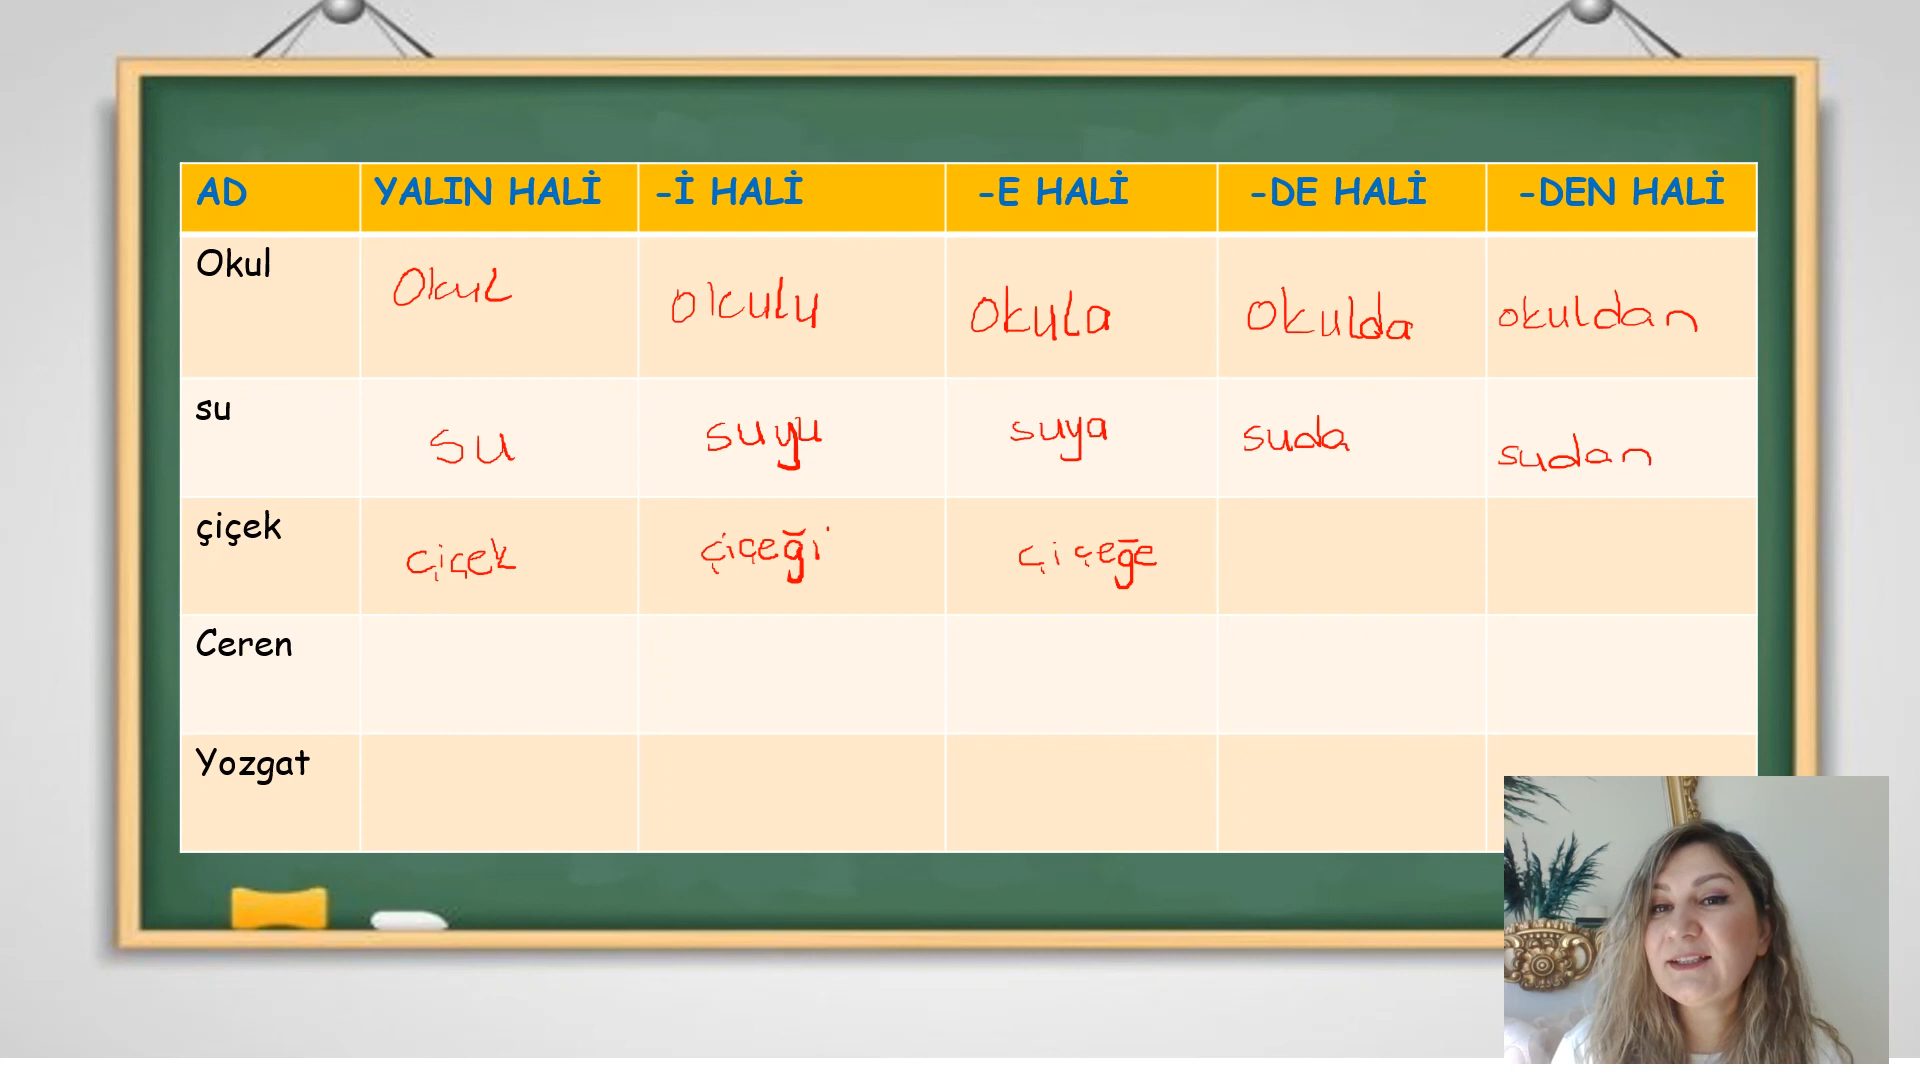 AD YALIN HALİ -İ HALİ -E HALİ -DE HALİ -DEN HALİ
Okul Okul okulu okula okulda okuldan
su su suyu suya suda sudan
çiçek çiçek çiçeği çiçeğe
Ceren
Yozgat